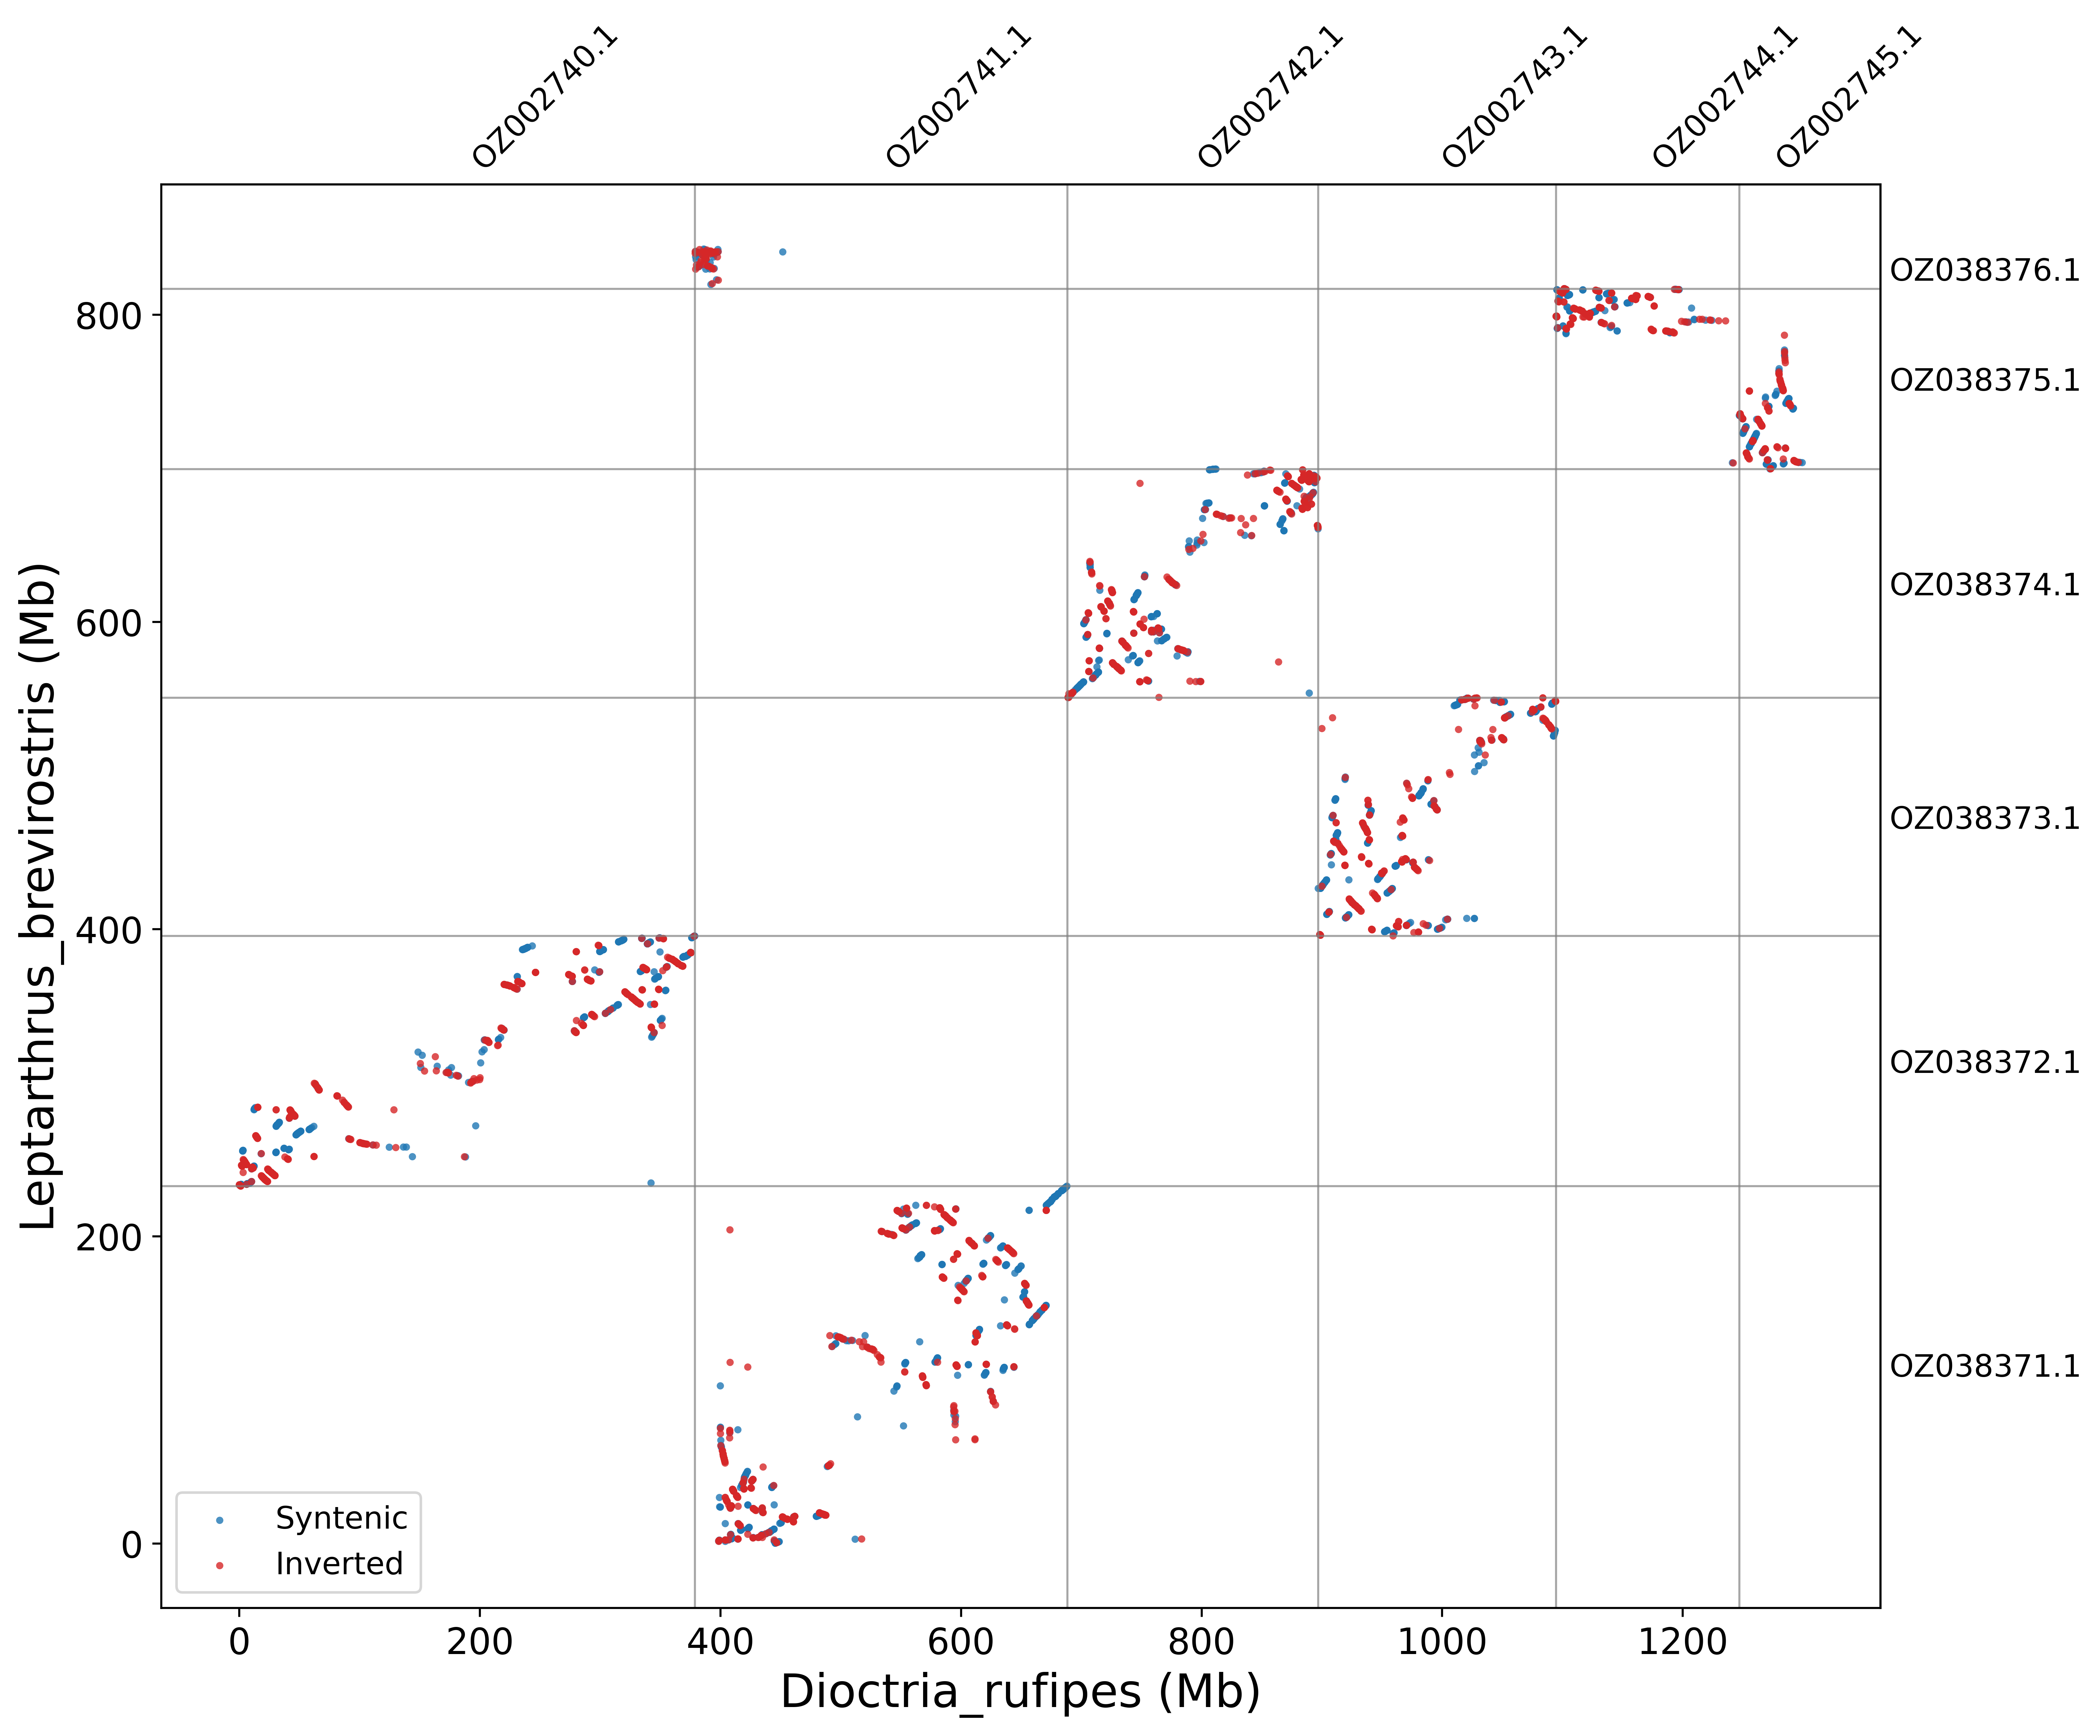 OZ002740.1
OZ002741.1
OZ002742.1
OZ002743.1
OZ002744.1
OZ002745.1
OZ038376.1
OZ038375.1
OZ038374.1
OZ038373.1
OZ038372.1
OZ038371.1
Leptarthrus_brevirostris (Mb)
800
600
400
200
0
Syntenic
Inverted
0
200
400
600
800
1000
1200
Dioctria_rufipes (Mb)